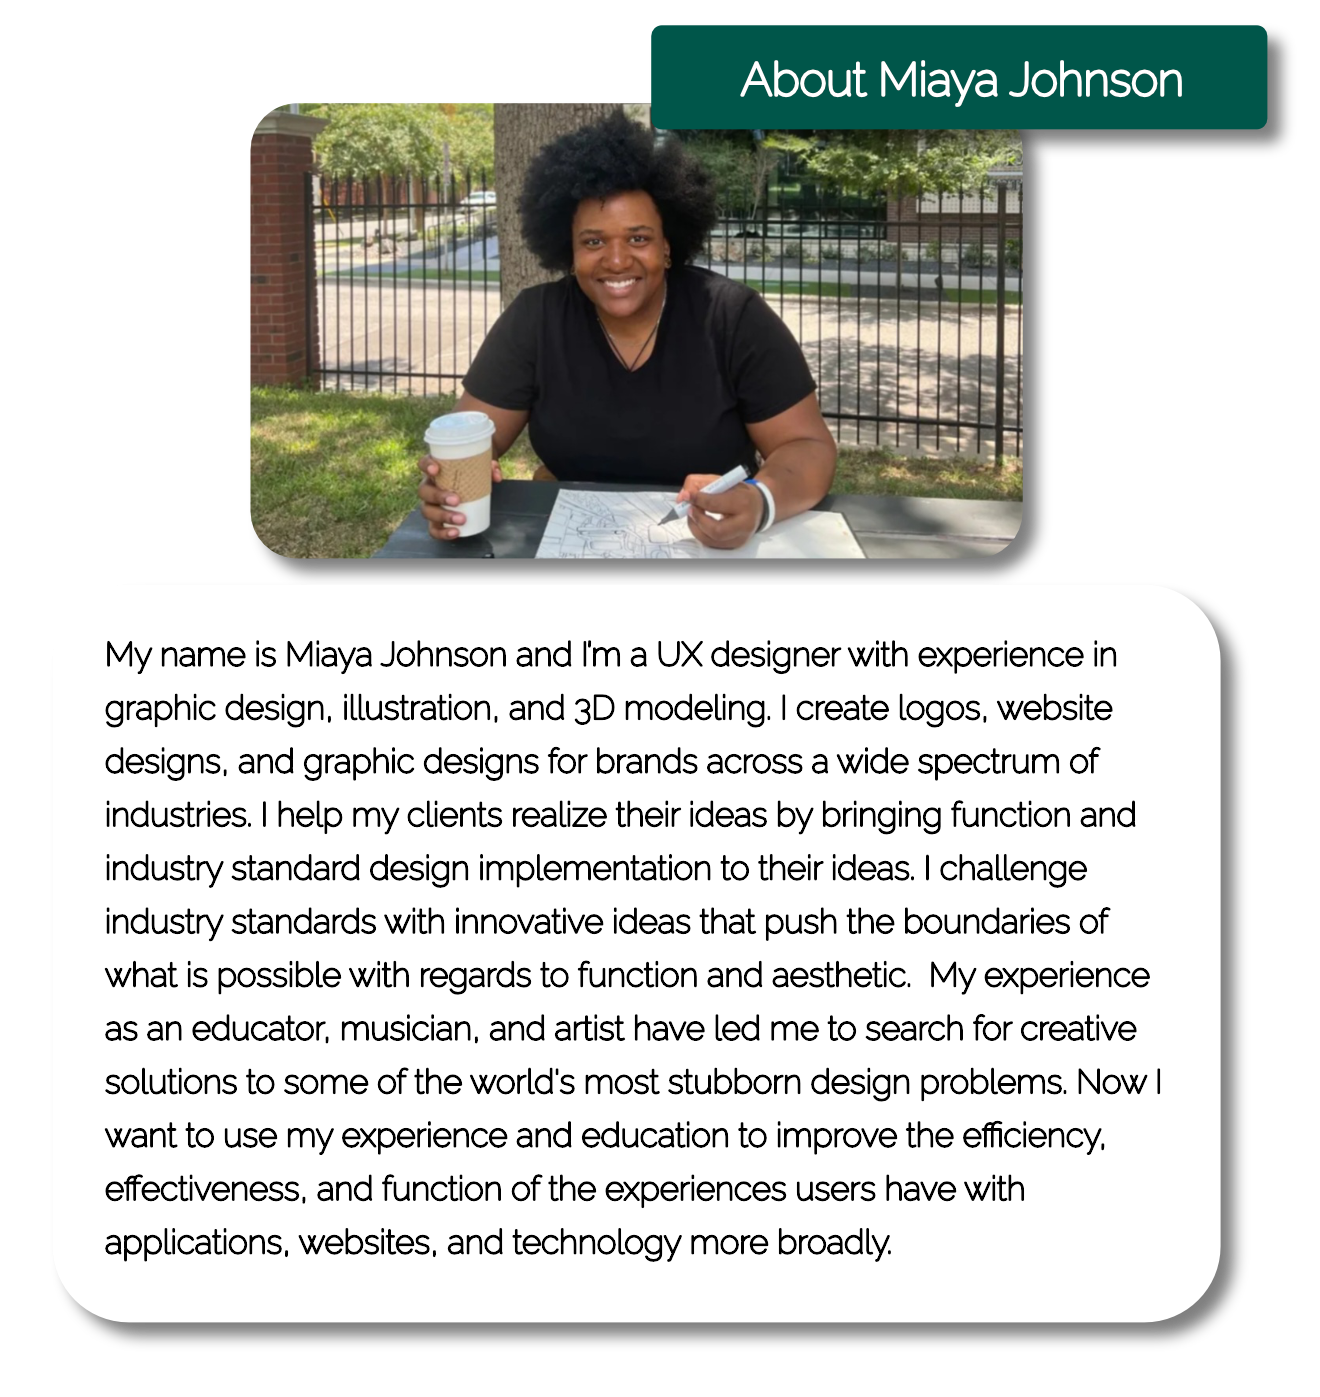 About Miaya Johnson
My name is Miaya Johnson and I'm a UX designer with experience in
graphic design, illustration, and 3D modeling. I create logos, website
designs, and graphic designs for brands across a wide spectrum of
industries. I help my clients realize their ideas by bringing function and
industry standard design implementation to their ideas. I challenge
industry standards with innovative ideas that push the boundaries of
what is possible with regards to function and aesthetic.  My experience
as an educator, musician, and artist have led me to search for creative
solutions to some of the world's most stubborn design problems. Now I
want to use my experience and education to improve the efficiency,
effectiveness, and function of the experiences users have with
applications, websites, and technology more broadly.